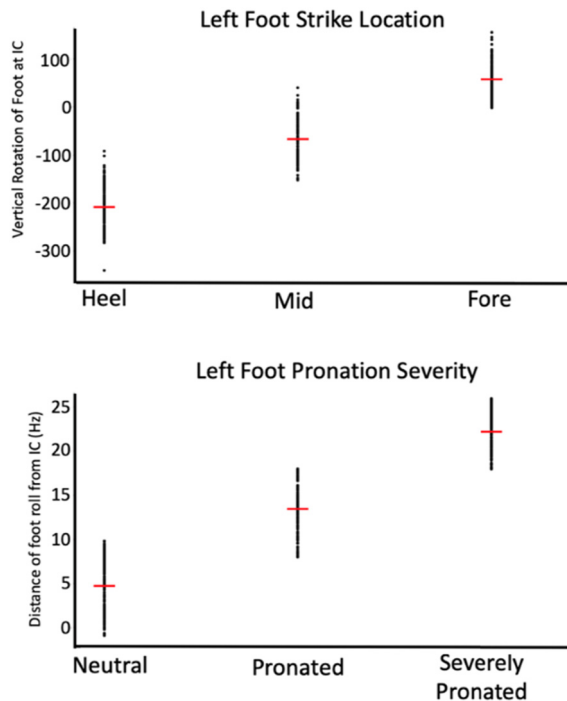 Left Foot Strike Location
Vertical Rotation of Foot at IC
100
0
-100
-200
-300
Heel
Mid
Fore
Left Foot Pronation Severity
Distance of foot roll from IC (Hz)
25
20
15
10
5
0
Neutral
Pronated
Severely
Pronated